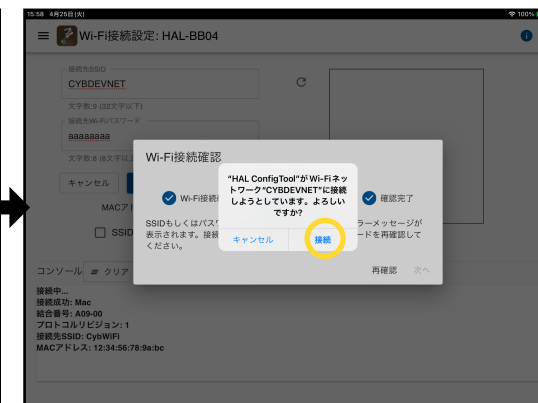 15:58 4月25日(火)
100%
Wi-Fi接続設定: HAL-BB04
接続先SSID
CYBDEVNET
文字数:9 (32文字以下)
接続先Wi-Fiパスワード
aaaaaaaa
文字数:8 (8文字以上
キャンセル
MACア
SSID
Wi-Fi接続確認
Wi-Fi接続
確認完了
SSIDもしくはパスワ
ラーメッセージが
表示されます。接続
ードを再確認して
ください。
再確認 次へ
"HAL ConfigTool"が Wi-Fi ネッ
トワーク"CYBDEVNET"に接続
しようとしています。よろしい
ですか?
キャンセル 接続
コンソール クリア
接続中...
接続成功: Mac
結合番号: A09-00
プロトコルリビジョン: 1
接続先SSID: CybWiFi
MACアドレス: 12:34:56:78:9a:bc